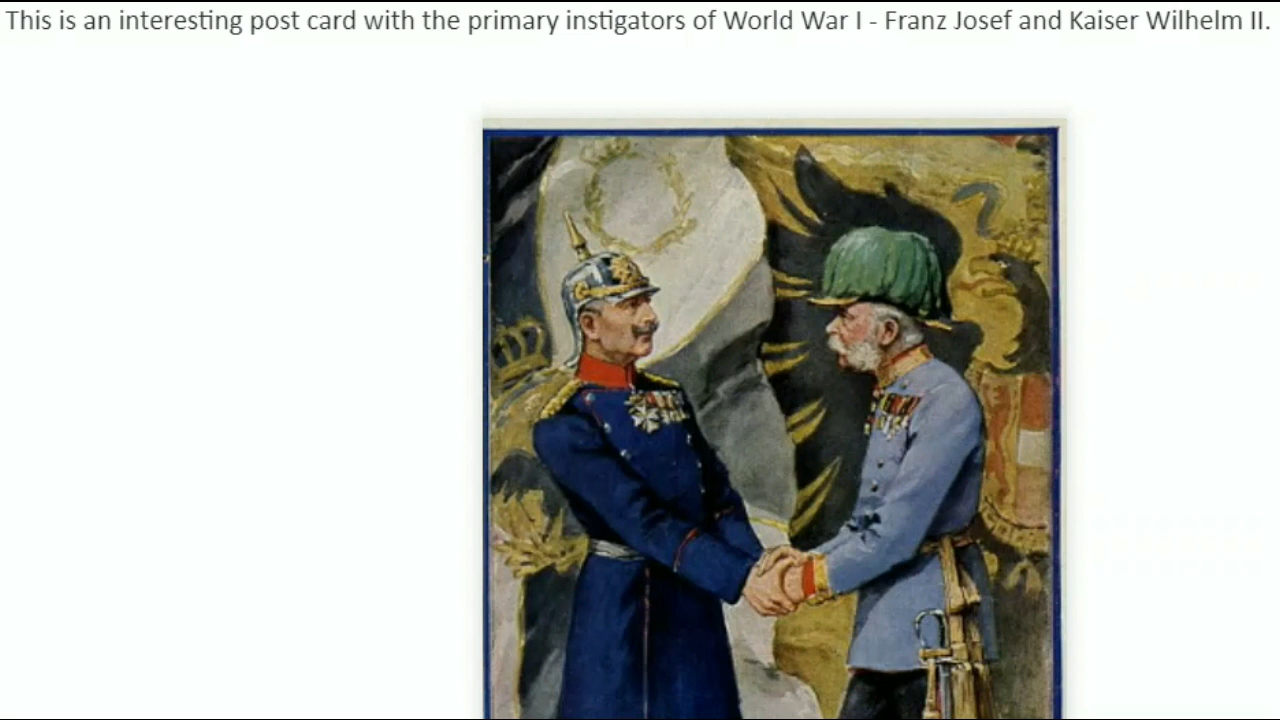 This is an interesting post card with the primary instigators of World War I - Franz Josef and Kaiser Wilhelm II.